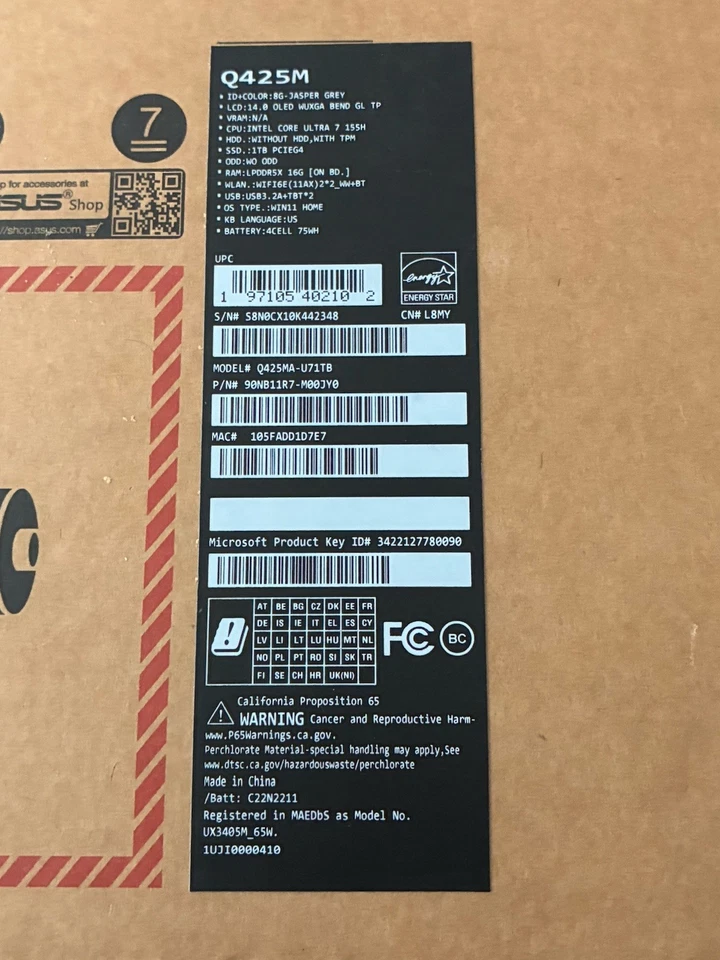 7
p for accessories at
SUS® Shop
//shop.asus.com
Q425M
* ID+COLOR:8G-JASPER GREY
* LCD:14.0 OLED WUXGA BEND GL TP
* VRAM:N/A
* CPU:INTEL CORE ULTRA 7 155H
* HDD.:WITHOUT HDD,WITH TPM
* SSD.:1TB PCIEG4
* ODD:WO ODD
* RAM:LPDDR5X 16G [ON BD.]
* WLAN.:WIFI6E(11AX)2*2_WW+BT
* USB:USB3.2A+TBT*2
* OS TYPE.:WIN11 HOME
* KB LANGUAGE:US
* BATTERY:4CELL 75WH
UPC
1 97105 40210 2
energy
ENERGY STAR
S/N# S8N0CX10K442348
CN# L8MY
MODEL# Q425MA-U71TB
P/N# 90NB11R7-M00JY0
MAC# 105FADD1D7E7
Microsoft Product Key ID# 3422127780090
AT BE BG CZ DK EE FR
DE IS IE IT EL ES CY
LV LI LT LU HU MT NL
NO PL PT RO SI SK TR
FI SE CH HR UK(NI)
FC BC
California Proposition 65
WARNING Cancer and Reproductive Harm-
www.P65Warnings.ca.gov.
Perchlorate Material-special handling may apply,See
www.dtsc.ca.gov/hazardouswaste/perchlorate
Made in China
/Batt: C22N2211
Registered in MAEDbS as Model No.
UX3405M_65W.
1UJI0000410